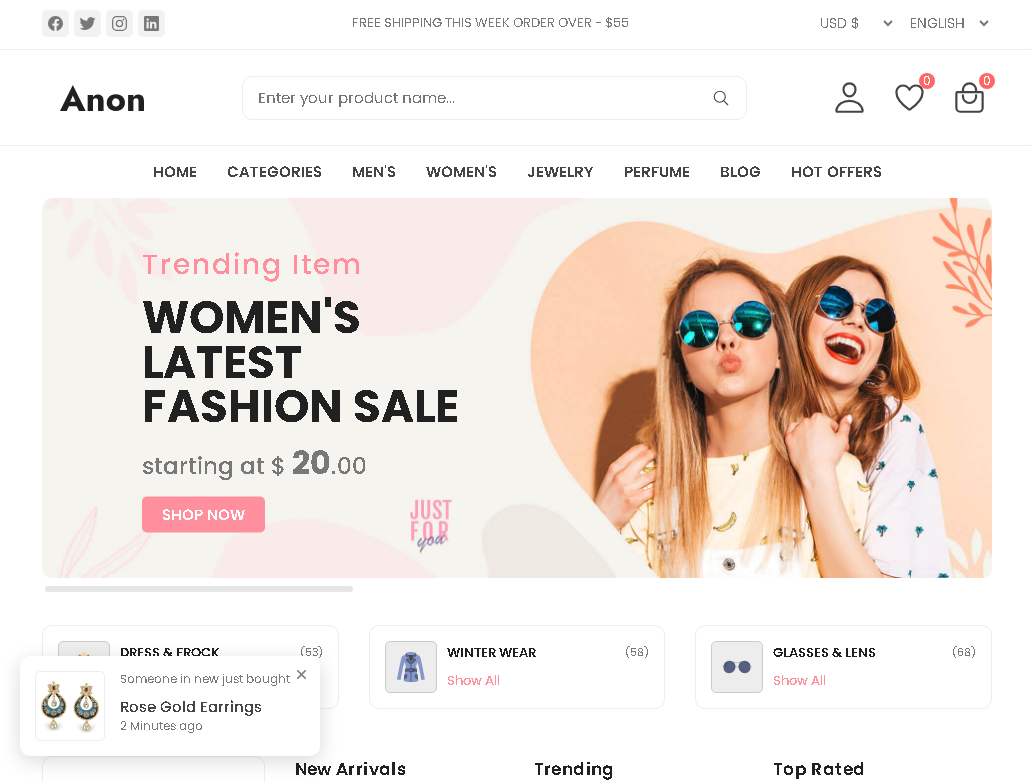 FREE SHIPPING THIS WEEK ORDER OVER - $55
USD $
ENGLISH
Anon
Enter your product name...
0
0
HOME
CATEGORIES
MEN'S
WOMEN'S
JEWELRY
PERFUME
BLOG
HOT OFFERS
Trending Item
WOMEN'S
LATEST
FASHION SALE
starting at $ 20.00
SHOP NOW
JUST
FOR
you
DRESS & FROCK
(53)
WINTER WEAR
(58)
Show All
GLASSES & LENS
(68)
Show All
Someone in new just bought
Rose Gold Earrings
2 Minutes ago
New Arrivals
Trending
Top Rated